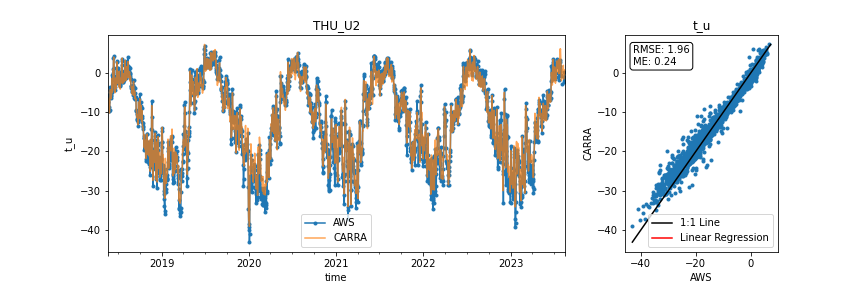 THU_U2
t_u
0
−10
−20
−30
−40
t_u
AWS
CARRA
2019
2020
2021
2022
2023
time
t_u
RMSE: 1.96
ME: 0.24
0
−10
−20
−30
−40
CARRA
1:1 Line
Linear Regression
−40
−20
0
AWS